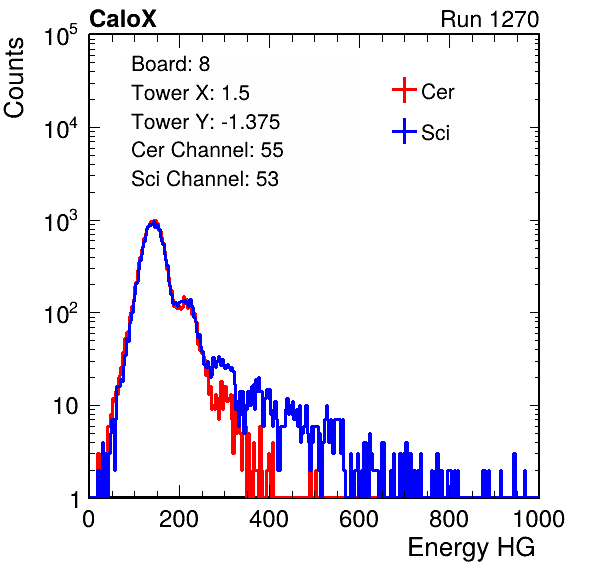 CaloX Run 1270
Counts
Board: 8
Tower X: 1.5
Tower Y: -1.375
Cer Channel: 55
Sci Channel: 53
Cer
Sci
10^5
10^4
10^3
10^2
10
1
0 200 400 600 800 1000
Energy HG